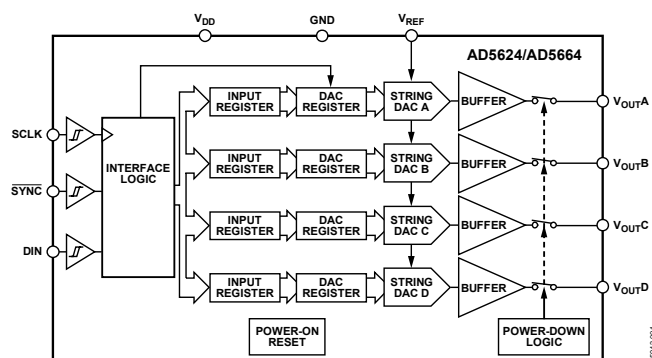 VDD
GND
VREF
AD5624/AD5664
INPUT
REGISTER
DAC
REGISTER
STRING
DAC A
BUFFER
VOUTA
SCLK
INTERFACE
LOGIC
INPUT
REGISTER
DAC
REGISTER
STRING
DAC B
BUFFER
VOUTB
SYNC
INPUT
REGISTER
DAC
REGISTER
STRING
DAC C
BUFFER
VOUTC
DIN
INPUT
REGISTER
DAC
REGISTER
STRING
DAC D
BUFFER
VOUTD
POWER-ON
RESET
POWER-DOWN
LOGIC